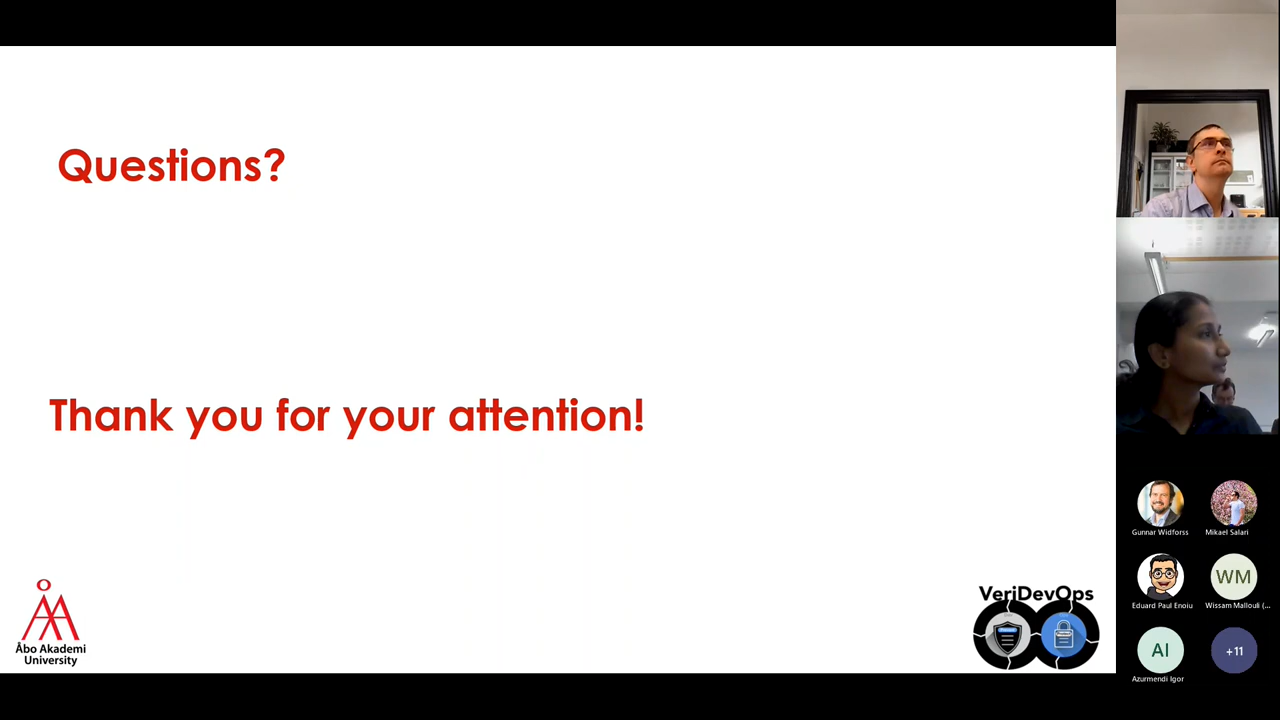 Questions?
Thank you for your attention!
Åbo Akademi
University
VeriDevOps
Gunnar Widforss
Mikael Salari
Eduard Paul Enoiu
WM
Wissam Mallouli (...
AI
Azurmendi Igor
+11